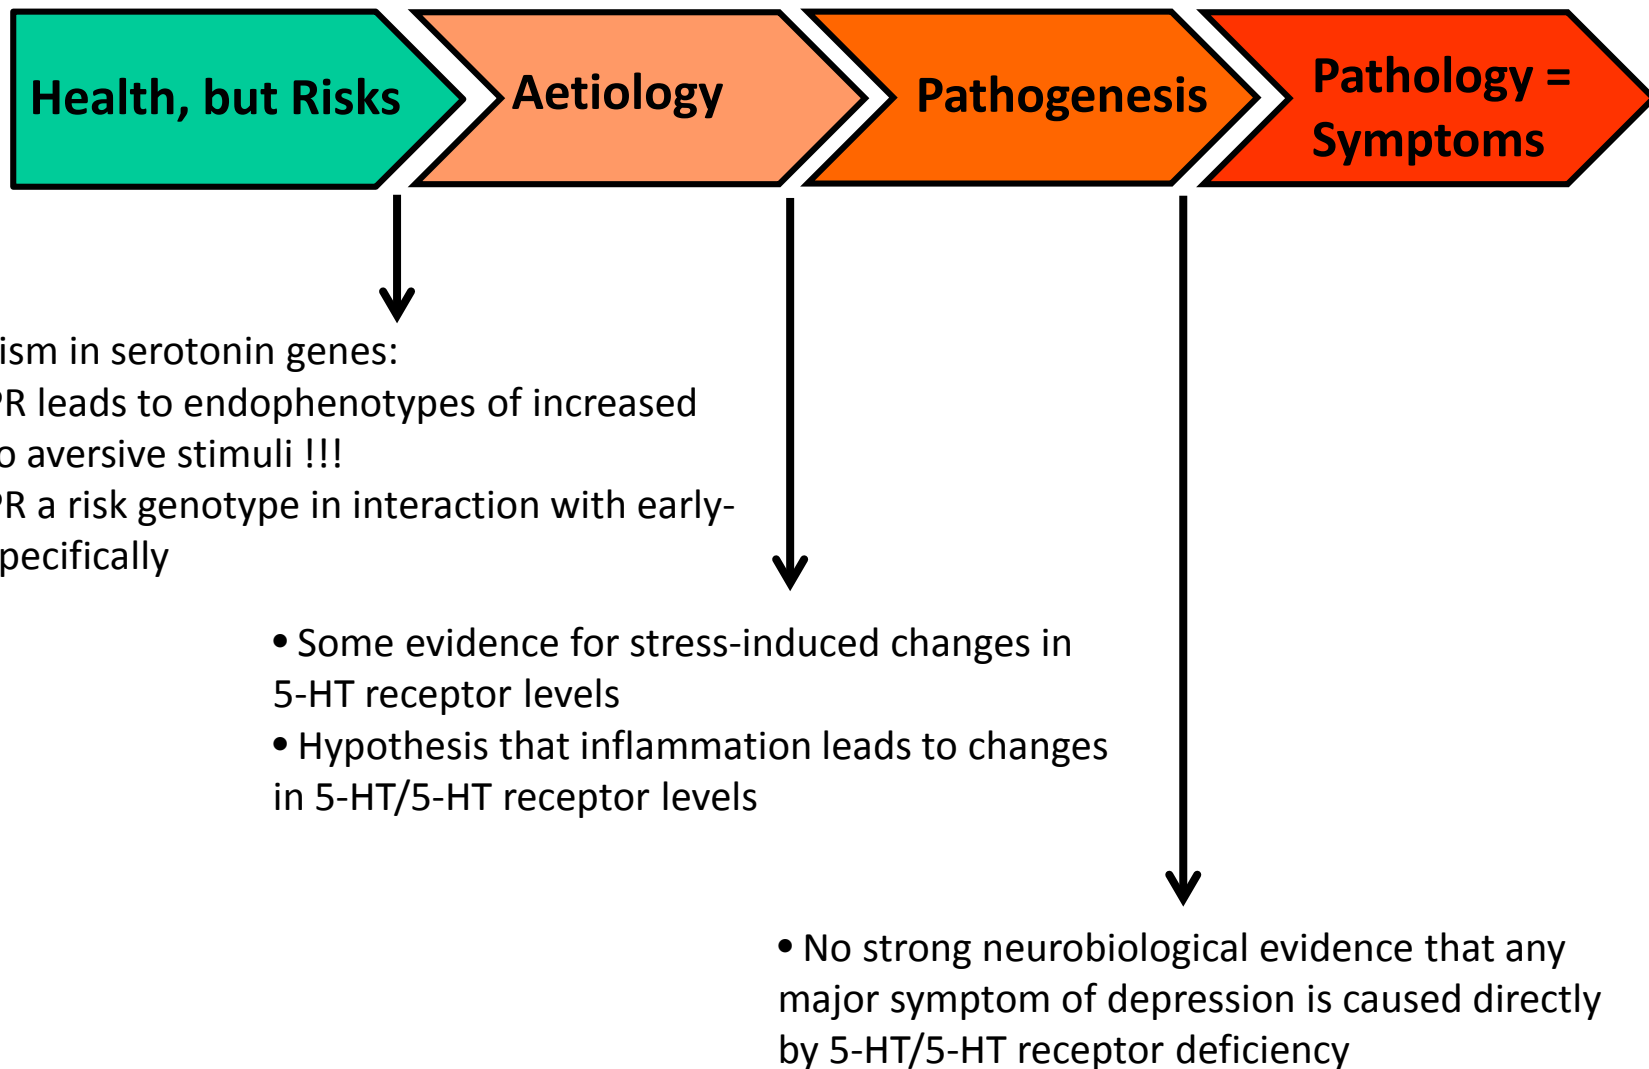 Health, but Risks
Aetiology
Pathogenesis
Pathology =
Symptoms
ism in serotonin genes:
PR leads to endophenotypes of increased
o aversive stimuli !!!
PR a risk genotype in interaction with early-
pecifically
• Some evidence for stress-induced changes in
5-HT receptor levels
• Hypothesis that inflammation leads to changes
in 5-HT/5-HT receptor levels
• No strong neurobiological evidence that any
major symptom of depression is caused directly
by 5-HT/5-HT receptor deficiency